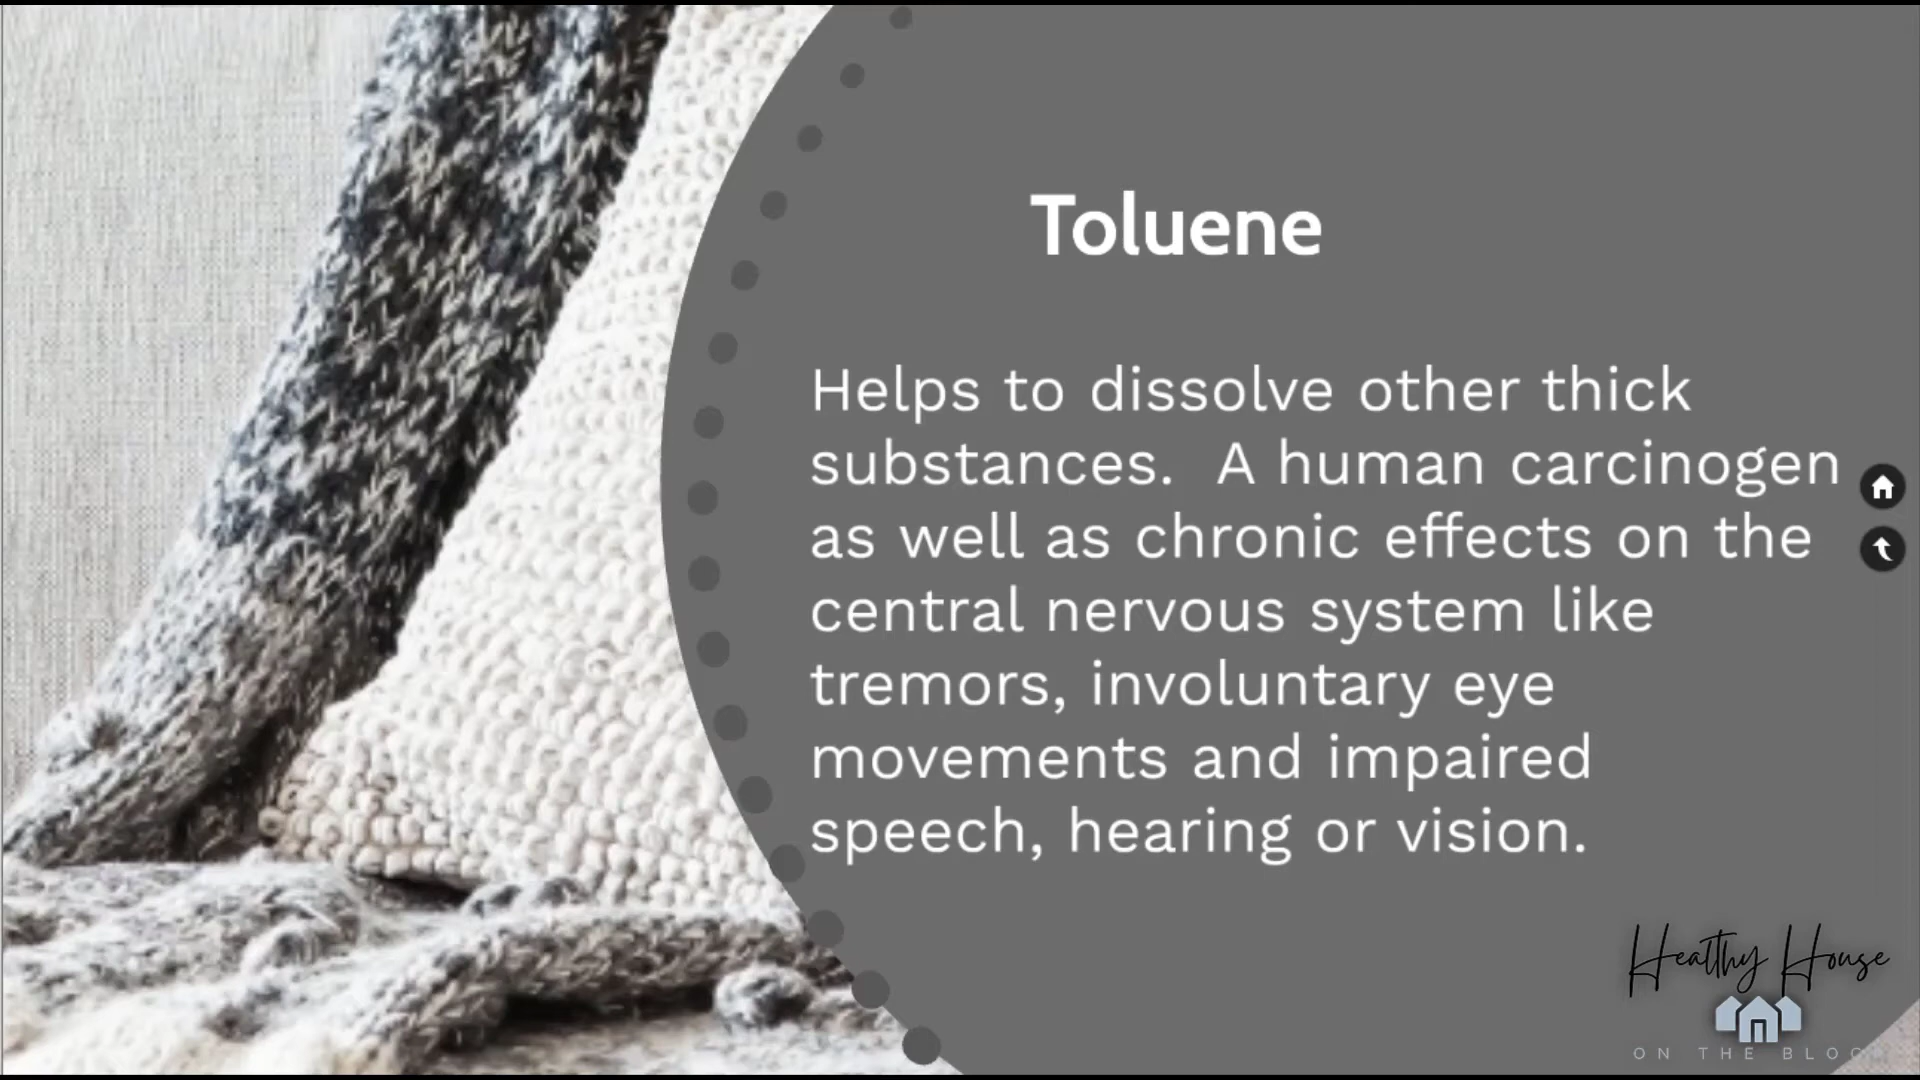 Toluene
Helps to dissolve other thick
substances.  A human carcinogen
as well as chronic effects on the
central nervous system like
tremors, involuntary eye
movements and impaired
speech, hearing or vision.
Healthy House
ON THE BLOCK